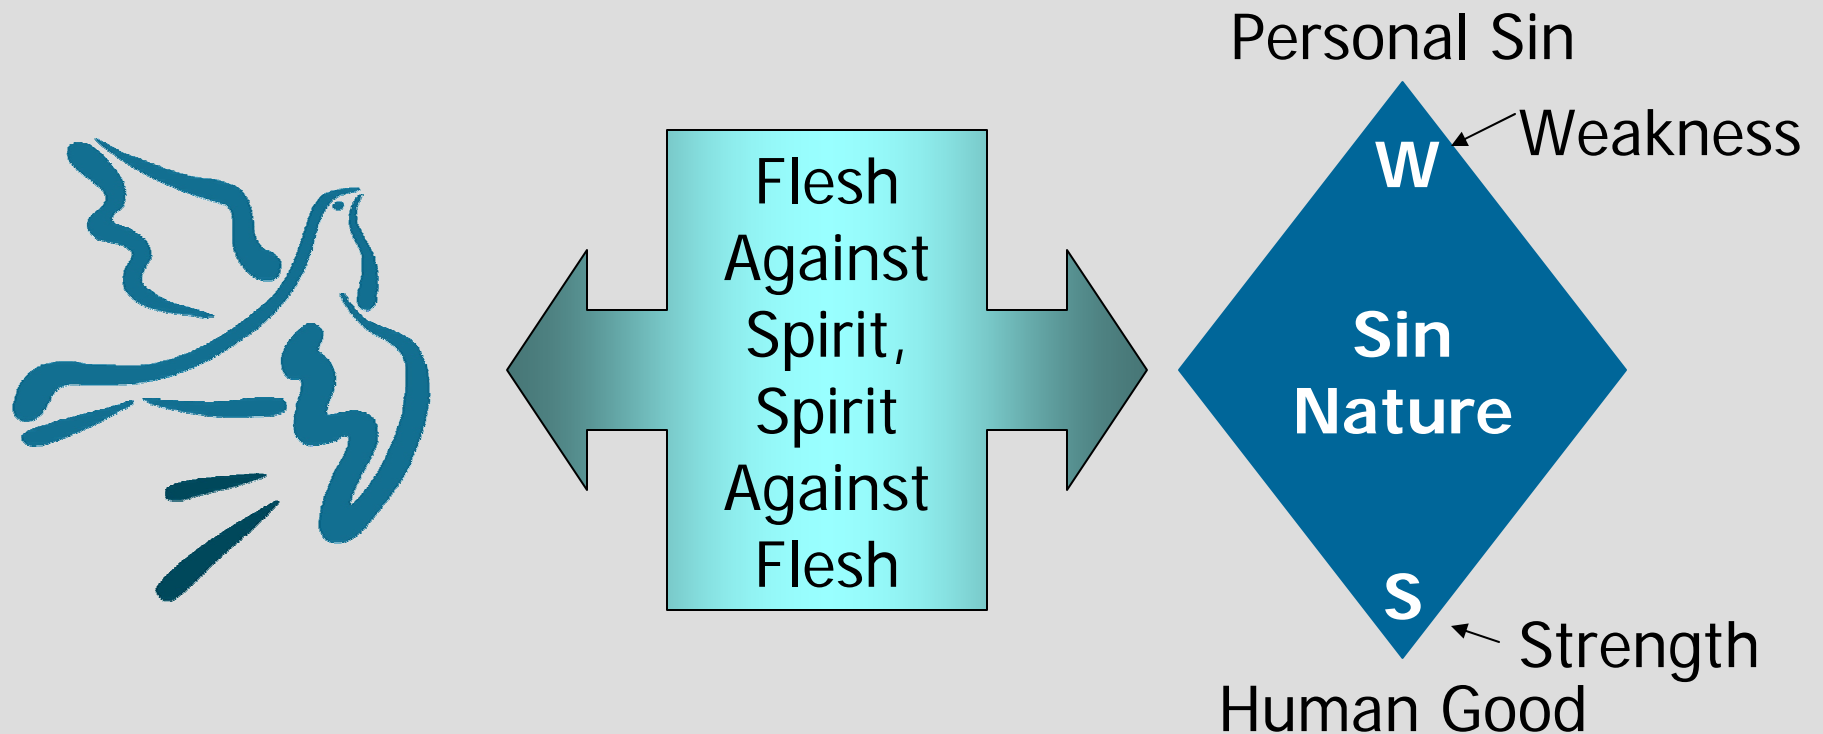 Flesh
Against
Spirit,
Spirit
Against
Flesh
Personal Sin
Weakness
W
Sin
Nature
S
Strength
Human Good